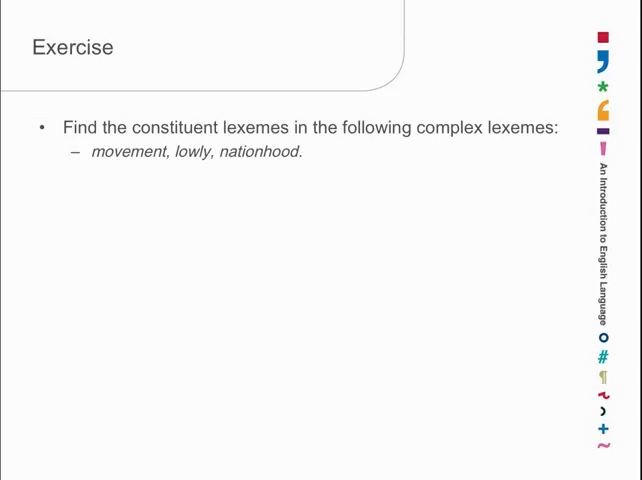 Exercise
• Find the constituent lexemes in the following complex lexemes:
– movement, lowly, nationhood.
An Introduction to English Language